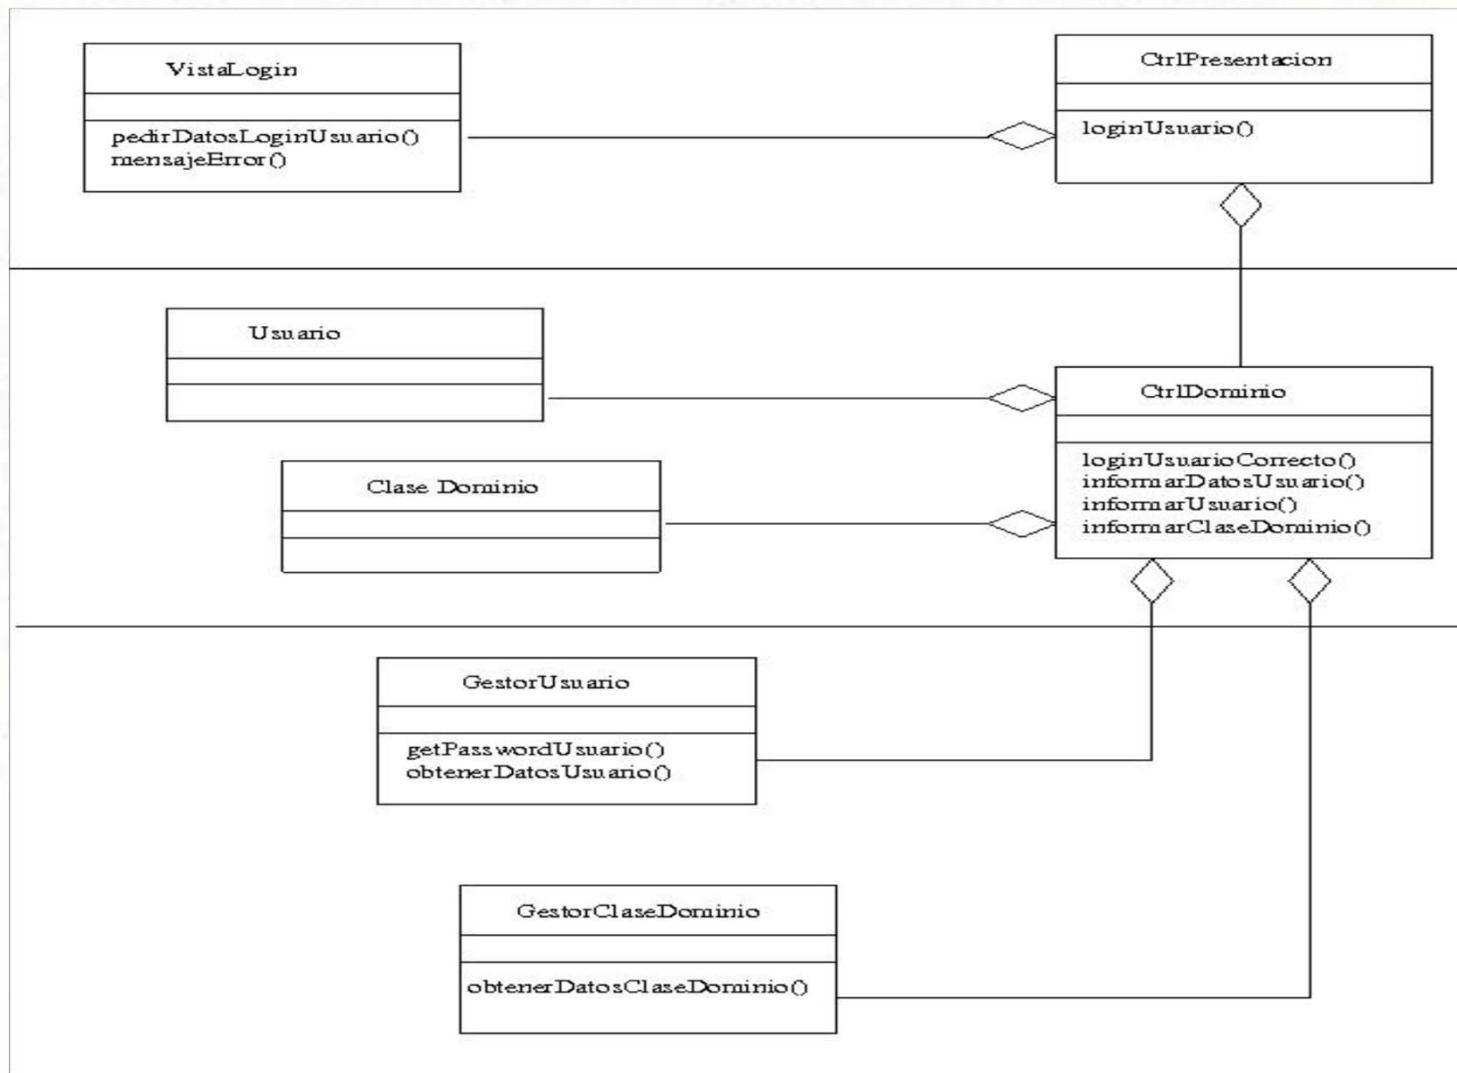 VistaLogin
pedirDatosLoginUsuario()
mensajeError()
CtrlPresentacion
loginUsuario()
Usuario
Clase Dominio
CtrlDominio
loginUsuarioCorrecto()
informarDatosUsuario()
informarUsuario()
informarClaseDominio()
GestorUsuario
getPasswordUsuario()
obtenerDatosUsuario()
GestorClaseDominio
obtenerDatosClaseDominio()